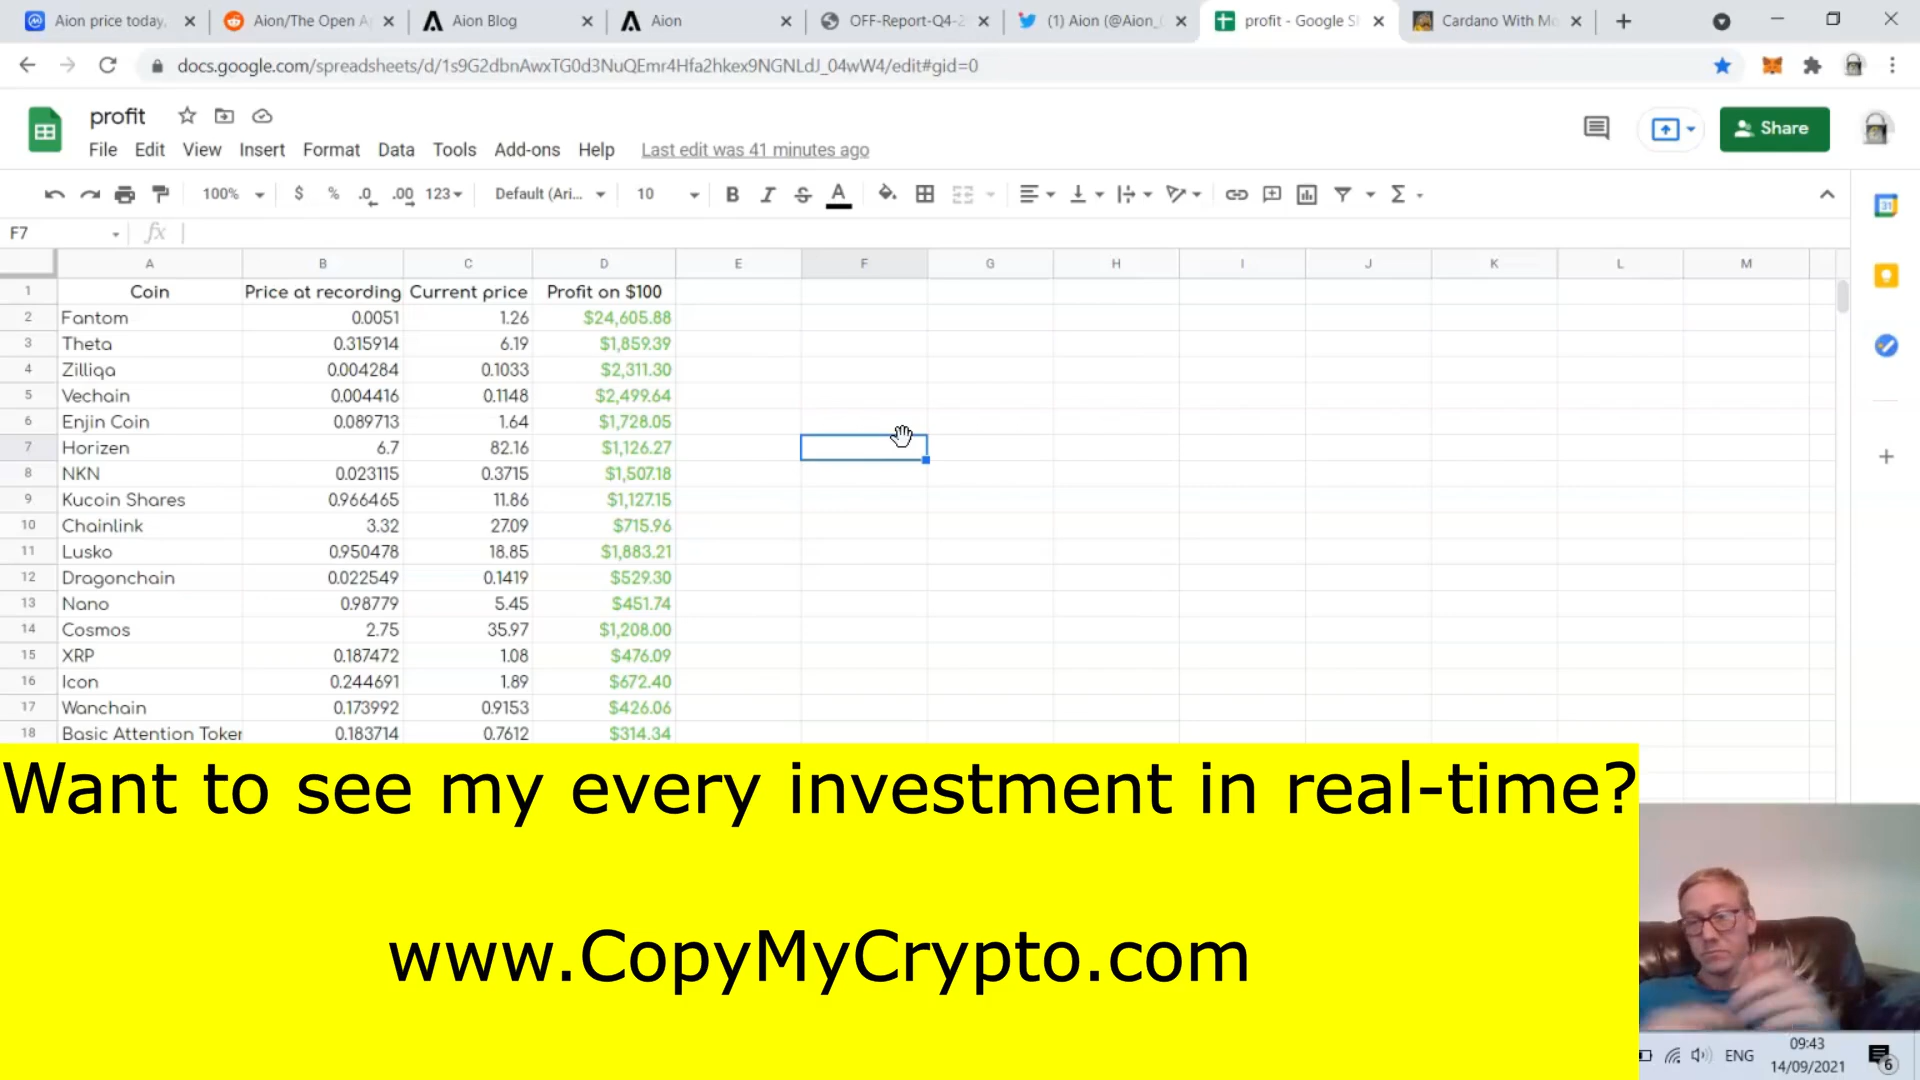 Aion price today,
Aion/The Open A
Aion Blog
Aion
OFF-Report-Q4-2
(1) Aion (@Aion_
profit - Google Sh
Cardano With Mo
docs.google.com/spreadsheets/d/1s9G2dbnAwxTG0d3NuQEmr4Hfa2hkex9NGNLdJ_04wW4/edit#gid=0
profit
File Edit View Insert Format Data Tools Add-ons Help Last edit was 41 minutes ago
Share
100% $ % .0 .00 123 Default (Ari... 10 B I S A
F7 fx
A B C D E F G H I J K L M
1 Coin Price at recording Current price Profit on $100
2 Fantom 0.0051 1.26 $24,605.88
3 Theta 0.315914 6.19 $1,859.39
4 Zilliqa 0.004284 0.1033 $2,311.30
5 Vechain 0.004416 0.1148 $2,499.64
6 Enjin Coin 0.089713 1.64 $1,728.05
7 Horizen 6.7 82.16 $1,126.27
8 NKN 0.023115 0.3715 $1,507.18
9 Kucoin Shares 0.966465 11.86 $1,127.15
10 Chainlink 3.32 27.09 $715.96
11 Lusko 0.950478 18.85 $1,883.21
12 Dragonchain 0.022549 0.1419 $529.30
13 Nano 0.98779 5.45 $451.74
14 Cosmos 2.75 35.97 $1,208.00
15 XRP 0.187472 1.08 $476.09
16 Icon 0.244691 1.89 $672.40
17 Wanchain 0.173992 0.9153 $426.06
18 Basic Attention Token 0.183714 0.7612 $314.34
Want to see my every investment in real-time?
www.CopyMyCrypto.com
ENG
09:43
14/09/2021
6
31